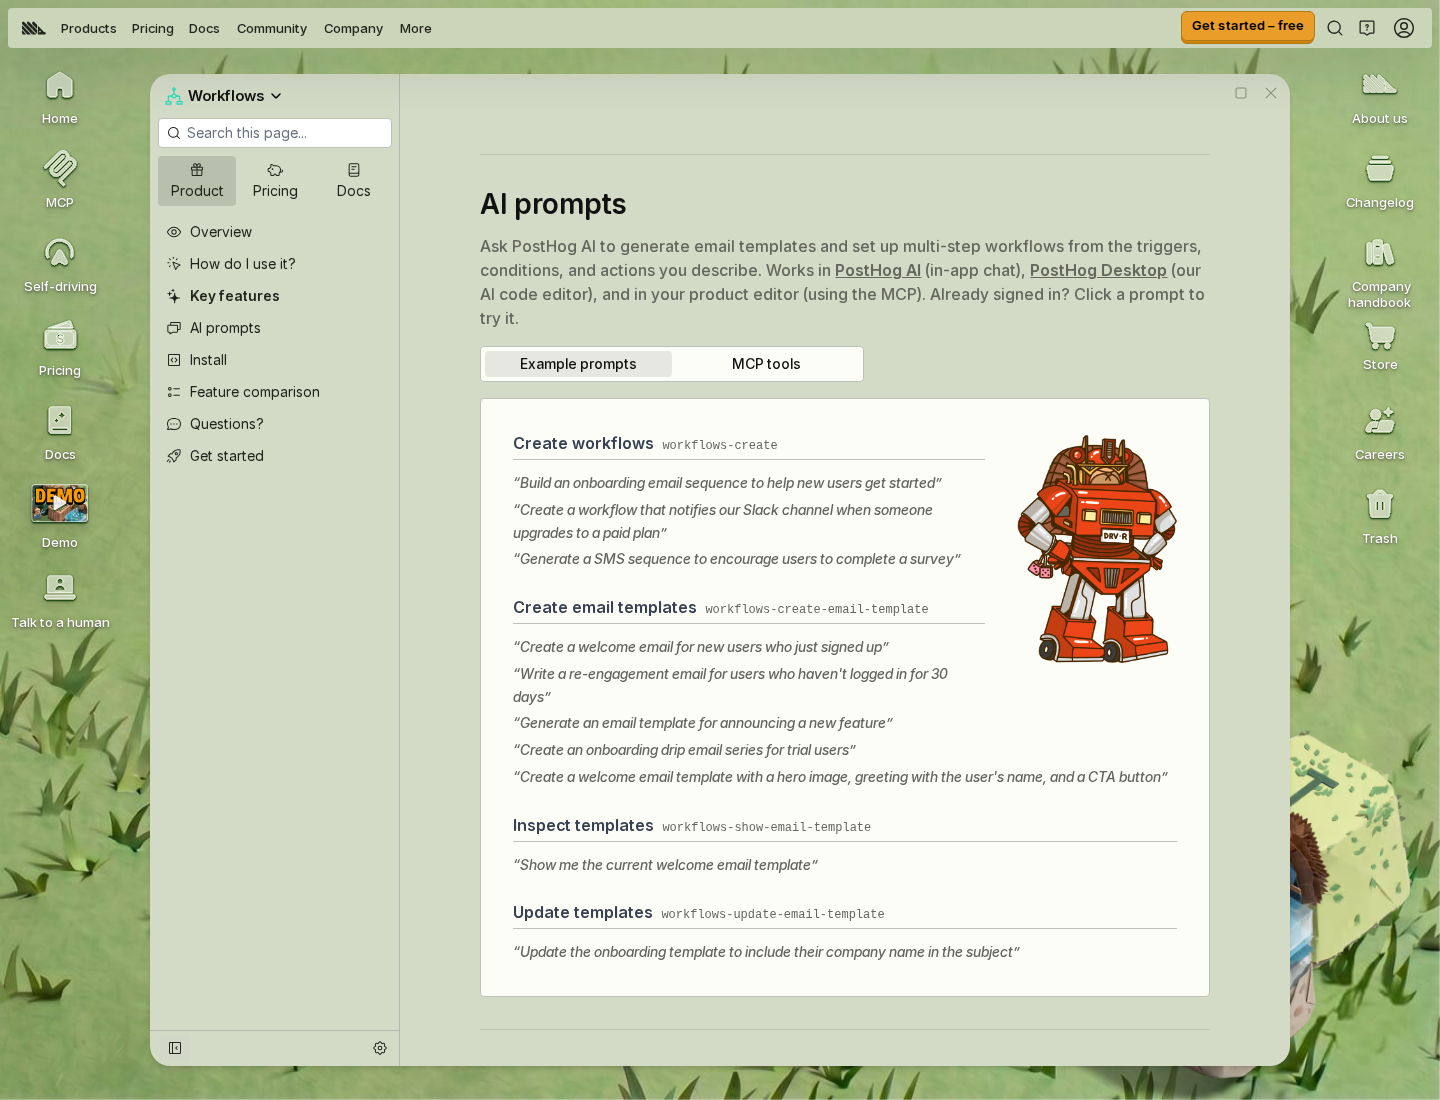 Products Pricing Docs Community Company More
Get started – free
Home
MCP
Self-driving
Pricing
$
Docs
DEMO
Demo
Talk to a human
Workflows
Search this page...
Product Pricing Docs
Overview
How do I use it?
Key features
AI prompts
Install
Feature comparison
Questions?
Get started
AI prompts
Ask PostHog AI to generate email templates and set up multi-step workflows from the triggers,
conditions, and actions you describe. Works in PostHog AI (in-app chat), PostHog Desktop (our
AI code editor), and in your product editor (using the MCP). Already signed in? Click a prompt to
try it.
Example prompts MCP tools
Create workflows workflows-create
“Build an onboarding email sequence to help new users get started”
“Create a workflow that notifies our Slack channel when someone
upgrades to a paid plan”
“Generate a SMS sequence to encourage users to complete a survey”
DRV-R
Create email templates workflows-create-email-template
“Create a welcome email for new users who just signed up”
“Write a re-engagement email for users who haven't logged in for 30
days”
“Generate an email template for announcing a new feature”
“Create an onboarding drip email series for trial users”
“Create a welcome email template with a hero image, greeting with the user's name, and a CTA button”
Inspect templates workflows-show-email-template
“Show me the current welcome email template”
Update templates workflows-update-email-template
“Update the onboarding template to include their company name in the subject”
About us
Changelog
Company
handbook
Store
Careers
Trash